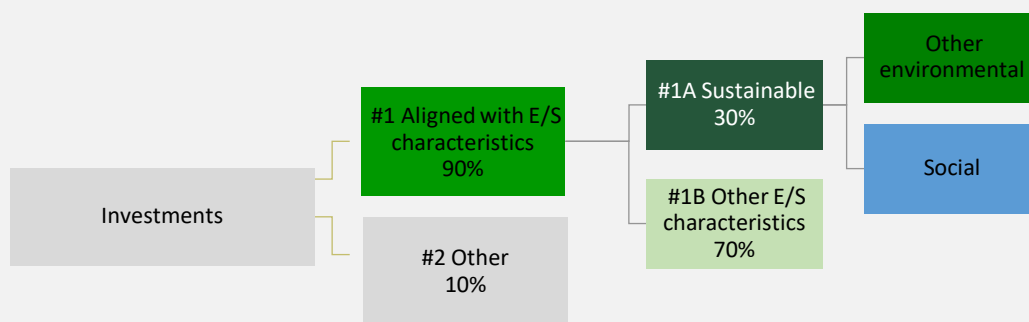 Investments
#1 Aligned with E/S
characteristics
90%
#2 Other
10%
#1A Sustainable
30%
#1B Other E/S
characteristics
70%
Other
environmental
Social